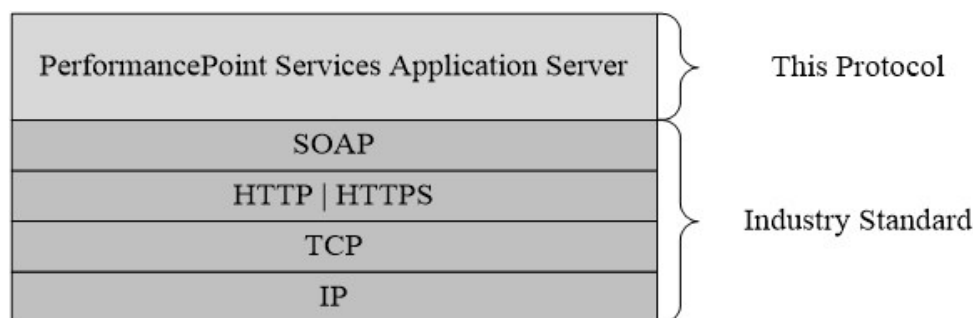 PerformancePoint Services Application Server
This Protocol
SOAP
HTTP | HTTPS
TCP
IP
Industry Standard